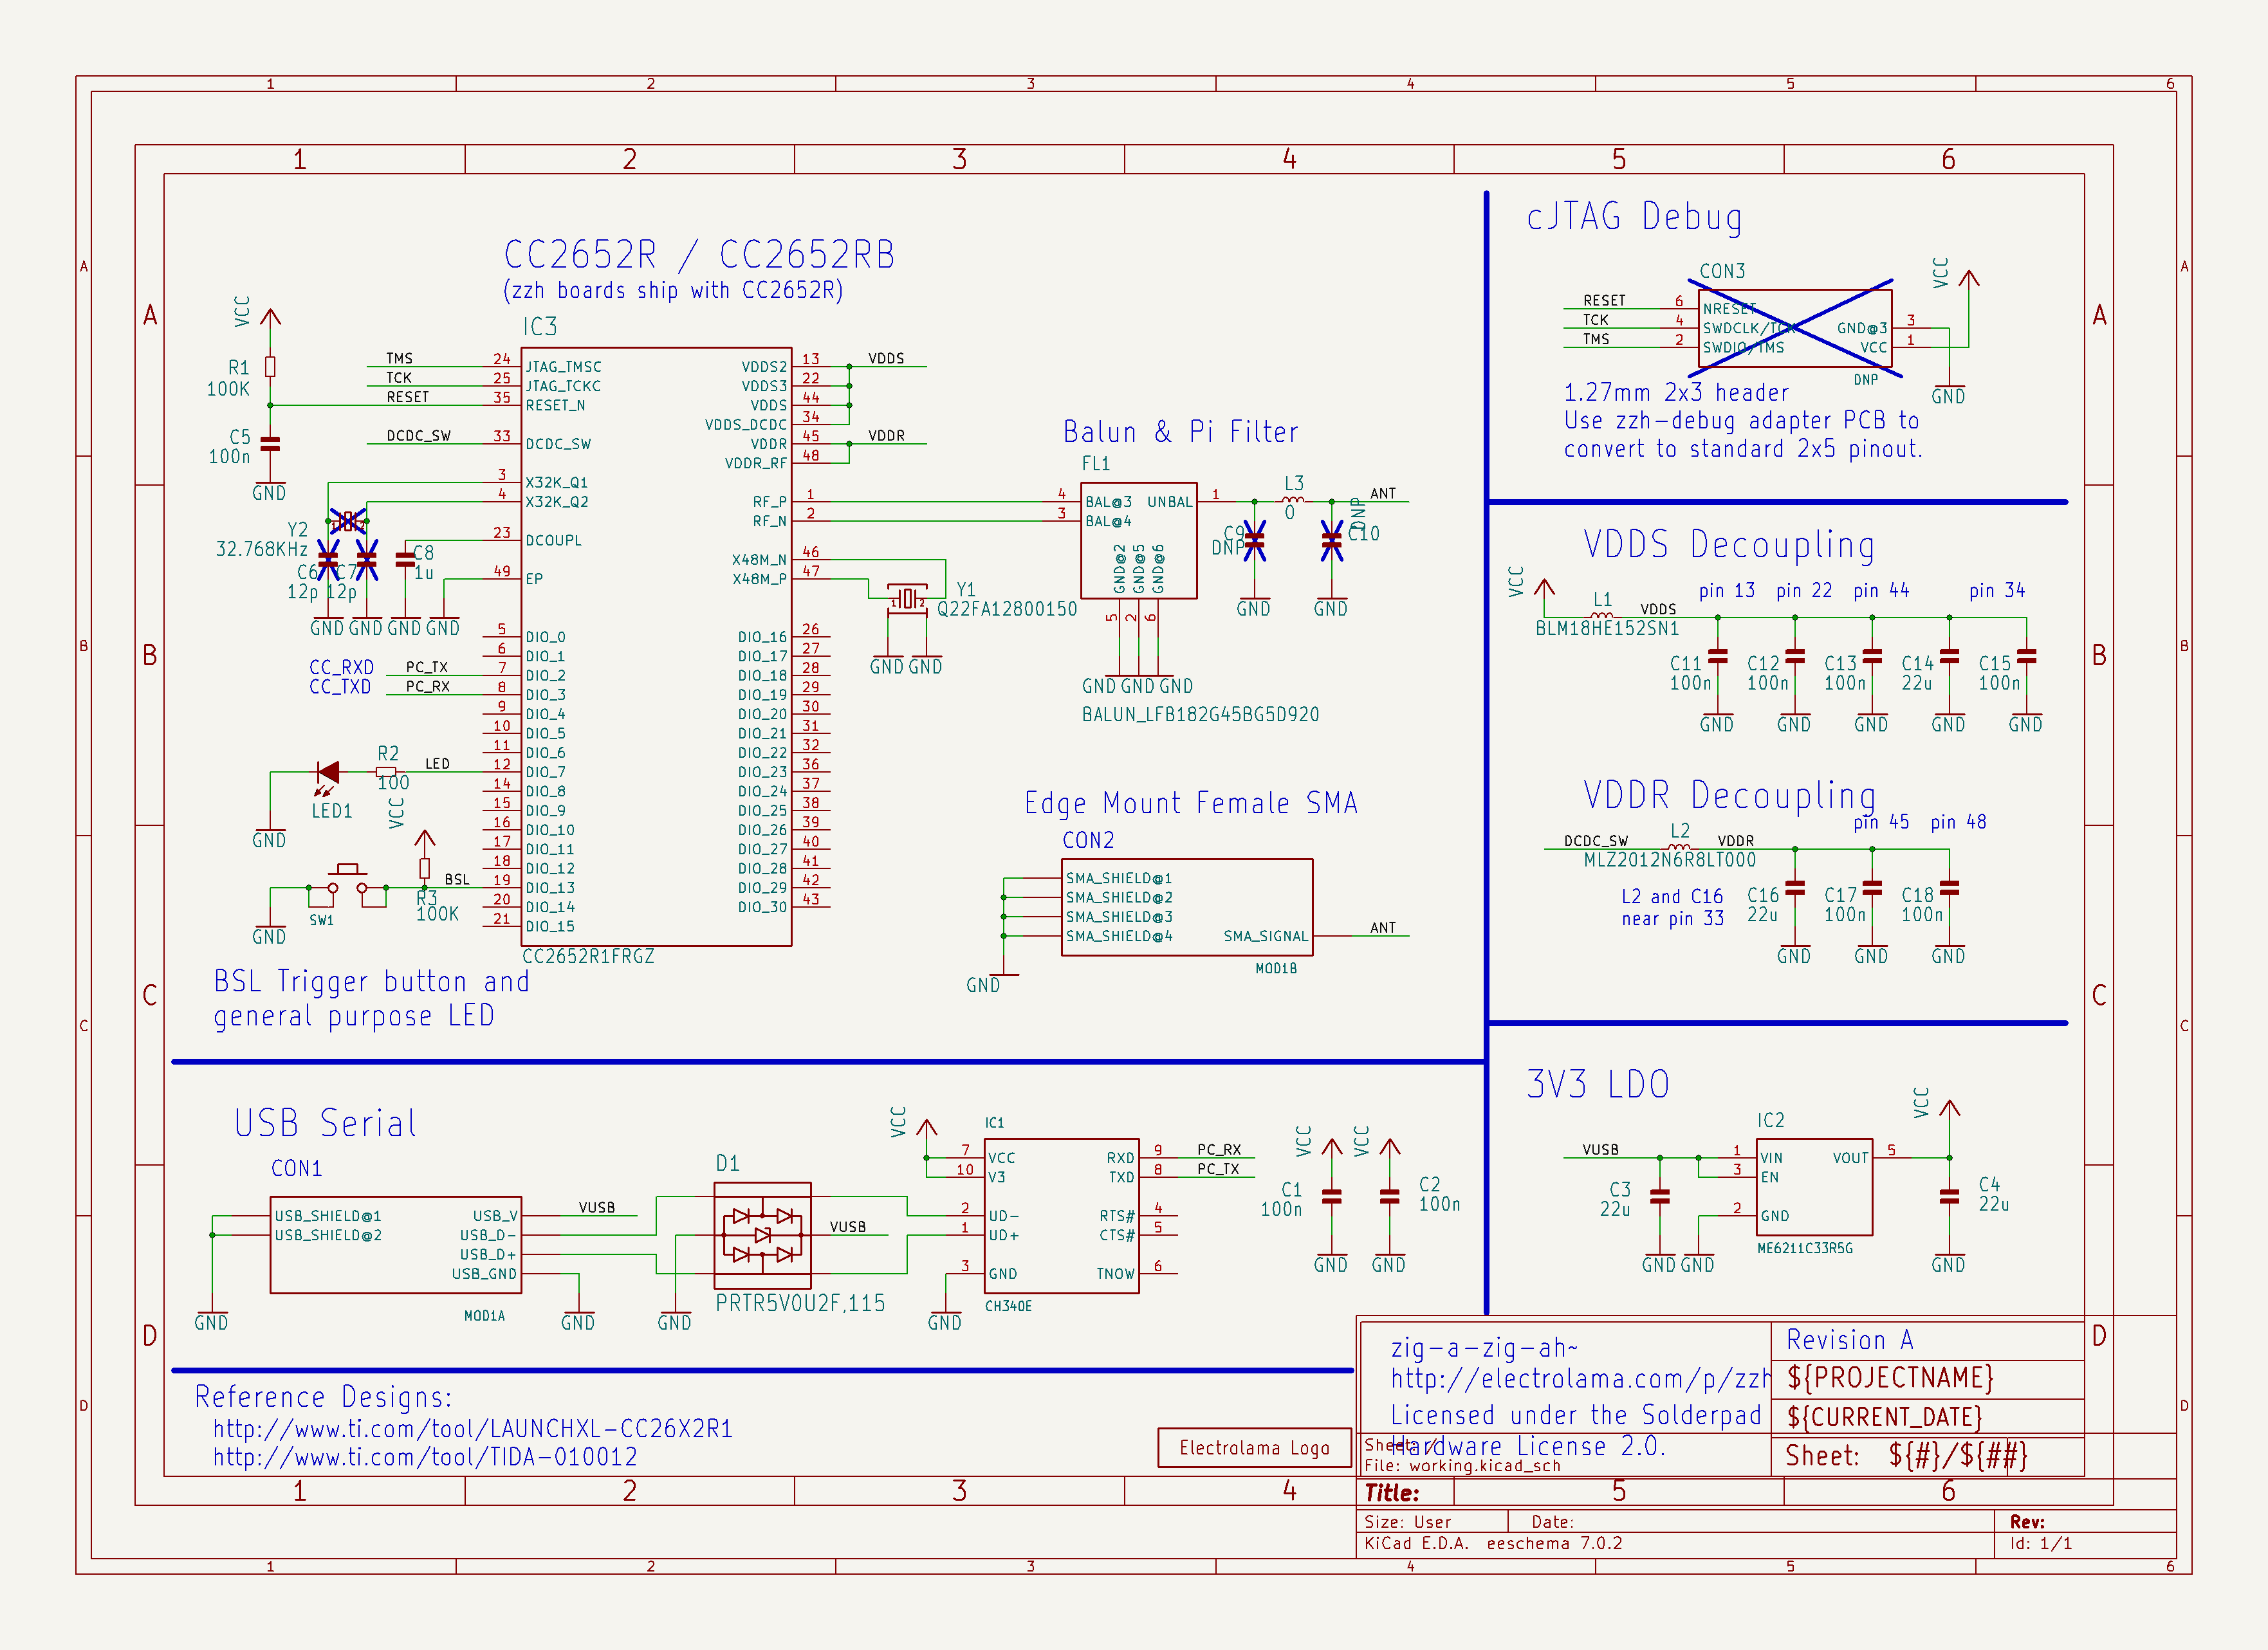 1 2 3 4 5 6
1 2 3 4 5 6
A
B
C
D
A
B
C
D
CC2652R / CC2652RB
(zzh boards ship with CC2652R)
IC3
VCC
R1
100K
C5
100n
GND
TMS 24 JTAG_TMSC
TCK 25 JTAG_TCKC
RESET 35 RESET_N
DCDC_SW 33 DCDC_SW
3 X32K_Q1
4 X32K_Q2
23 DCOUPL
49 EP
Y2
32.768KHz
1 2
C6 C7
12p 12p
C8
1u
GND GND GND GND
5 DIO_0
6 DIO_1
CC_RXD PC_TX 7 DIO_2
CC_TXD PC_RX 8 DIO_3
9 DIO_4
10 DIO_5
11 DIO_6
LED 12 DIO_7
14 DIO_8
15 DIO_9
16 DIO_10
17 DIO_11
18 DIO_12
BSL 19 DIO_13
20 DIO_14
21 DIO_15
R2
100
LED1
GND
VCC
R3
100K
SW1
GND
VDDS2 13 VDDS
VDDS3 22
VDDS 44
VDDS_DCDC 34
VDDR 45 VDDR
VDDR_RF 48
RF_P 1
RF_N 2
X48M_N 46
X48M_P 47
DIO_16 26
DIO_17 27
DIO_18 28
DIO_19 29
DIO_20 30
DIO_21 31
DIO_22 32
DIO_23 36
DIO_24 37
DIO_25 38
DIO_26 39
DIO_27 40
DIO_28 41
DIO_29 42
DIO_30 43
CC2652R1FRGZ
Y1
Q22FA12800150
1 2
GND GND
BSL Trigger button and
general purpose LED
Balun & Pi Filter
FL1
4 BAL@3 UNBAL 1
3 BAL@4
GND@2 GND@5 GND@6
5 2 6
GND GND GND
BALUN_LFB182G45BG5D920
L3
0
ANT
C9
DNP
DNP
C10
GND GND
Edge Mount Female SMA
CON2
SMA_SHIELD@1
SMA_SHIELD@2
SMA_SHIELD@3
SMA_SHIELD@4 SMA_SIGNAL ANT
MOD1B
GND
cJTAG Debug
CON3
RESET 6 NRESET
TCK 4 SWDCLK/TCK GND@3 3
TMS 2 SWDIO/TMS VCC 1
DNP
VCC
GND
1.27mm 2x3 header
Use zzh-debug adapter PCB to
convert to standard 2x5 pinout.
VDDS Decoupling
VCC
pin 13 pin 22 pin 44 pin 34
L1
VDDS
BLM18HE152SN1
C11
100n
C12
100n
C13
100n
C14
22u
C15
100n
GND GND GND GND GND
VDDR Decoupling
pin 45 pin 48
DCDC_SW L2 VDDR
MLZ2012N6R8LT000
L2 and C16
near pin 33
C16
22u
C17
100n
C18
100n
GND GND GND
3V3 LDO
IC2
VCC
VUSB 1 VIN VOUT 5
3 EN
2 GND
ME6211C33R5G
C3
22u
C4
22u
GND GND GND
USB Serial
CON1
USB_SHIELD@1 USB_V VUSB
USB_SHIELD@2 USB_D-
USB_D+
USB_GND
MOD1A
GND GND GND
D1
VUSB
PRTR5V0U2F,115
VCC
IC1
7 VCC RXD 9 PC_RX
10 V3 TXD 8 PC_TX
2 UD- RTS# 4
1 UD+ CTS# 5
3 GND TNOW 6
CH340E
GND
VCC VCC
C1
100n
C2
100n
GND GND
Reference Designs:
http://www.ti.com/tool/LAUNCHXL-CC26X2R1
http://www.ti.com/tool/TIDA-010012
Electrolama Logo
zig-a-zig-ah~
http://electrolama.com/p/zzh
Licensed under the Solderpad
Hardware License 2.0.
Revision A
${PROJECTNAME}
${CURRENT_DATE}
Sheet: ${#}/${##}
Sheet: /
File: working.kicad_sch
Title:
Size: User Date: Rev:
KiCad E.D.A. eeschema 7.0.2 Id: 1/1
A
B
C
D
A
B
C
D
1 2 3 4 5 6
1 2 3 4 5 6